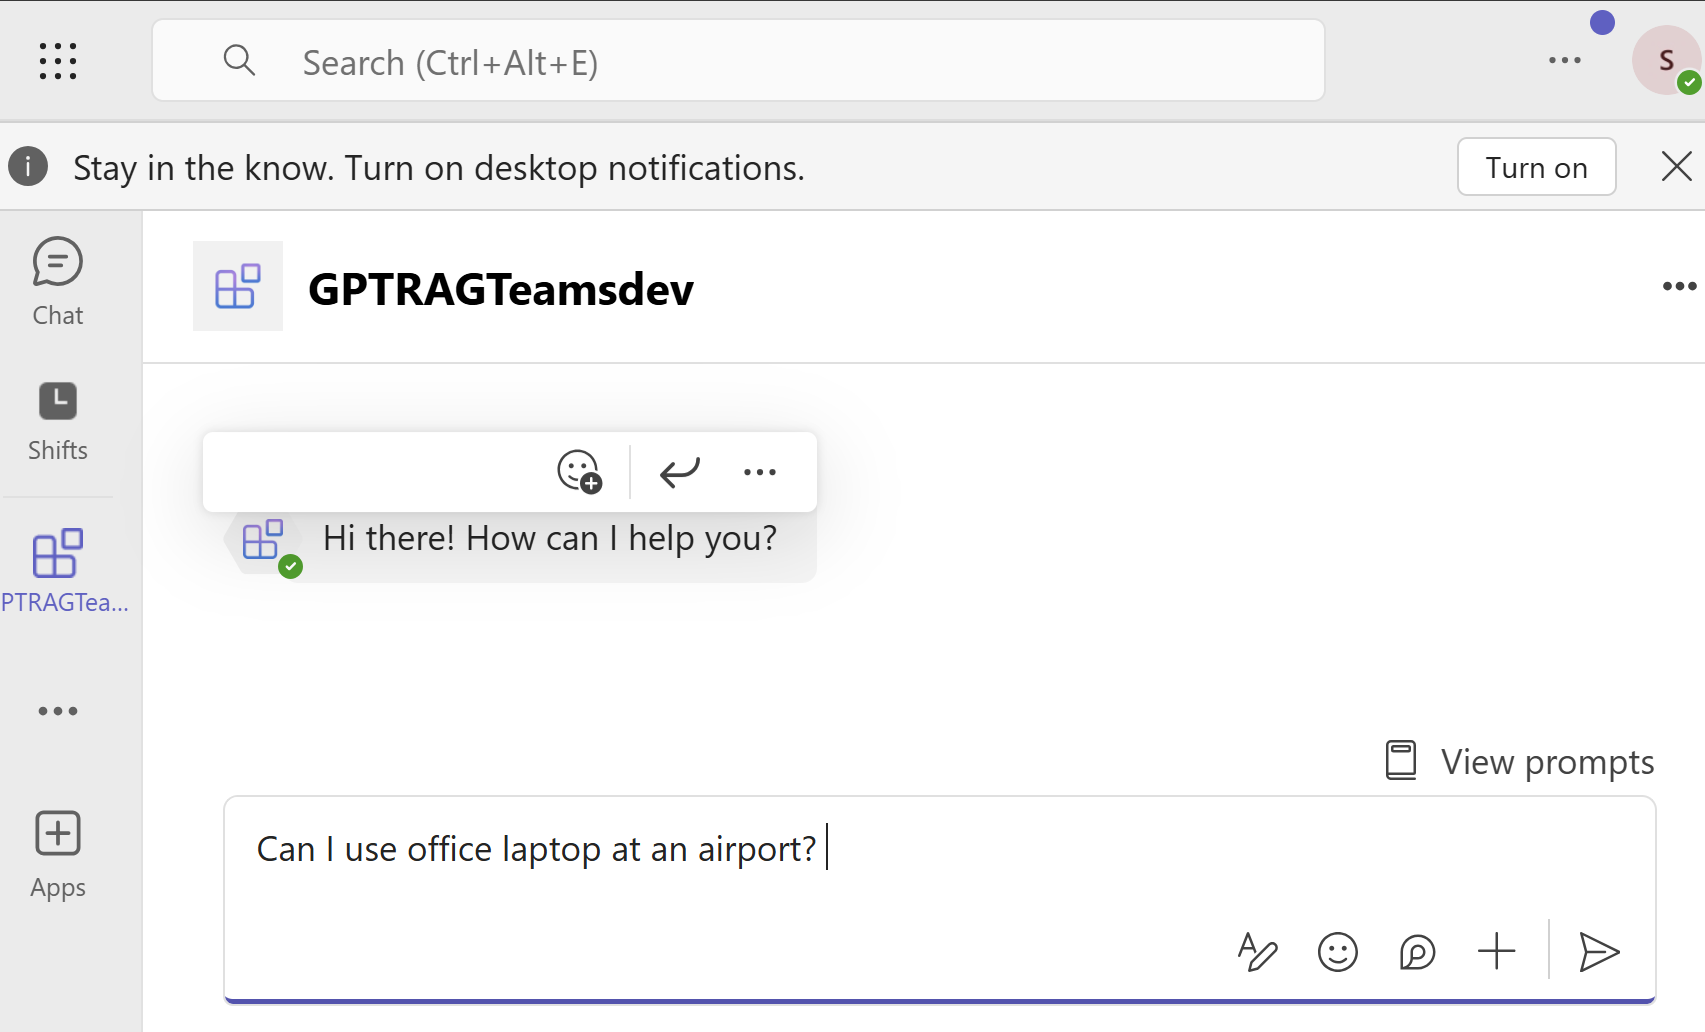 Search (Ctrl+Alt+E)
S
Stay in the know. Turn on desktop notifications.
Turn on
Chat
Shifts
PTRAGTea...
Apps
GPTRAGTeamsdev
Hi there! How can I help you?
View prompts
Can I use office laptop at an airport?